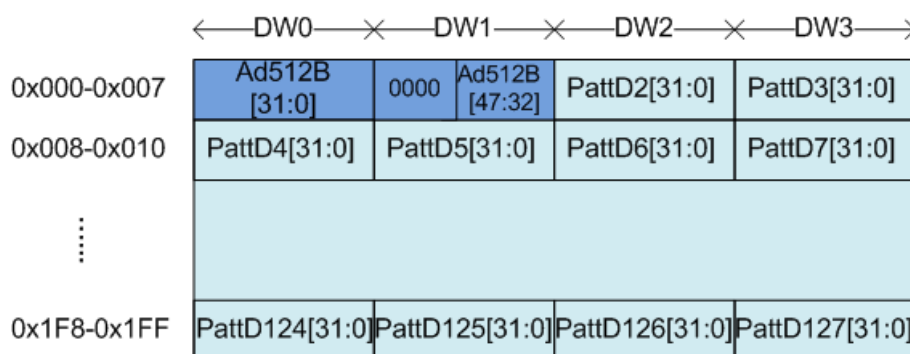 DW0 DW1 DW2 DW3
0x000-0x007 Ad512B [31:0] 0000 Ad512B [47:32] PattD2[31:0] PattD3[31:0]
0x008-0x010 PattD4[31:0] PattD5[31:0] PattD6[31:0] PattD7[31:0]
0x1F8-0x1FF PattD124[31:0] PattD125[31:0] PattD126[31:0] PattD127[31:0]